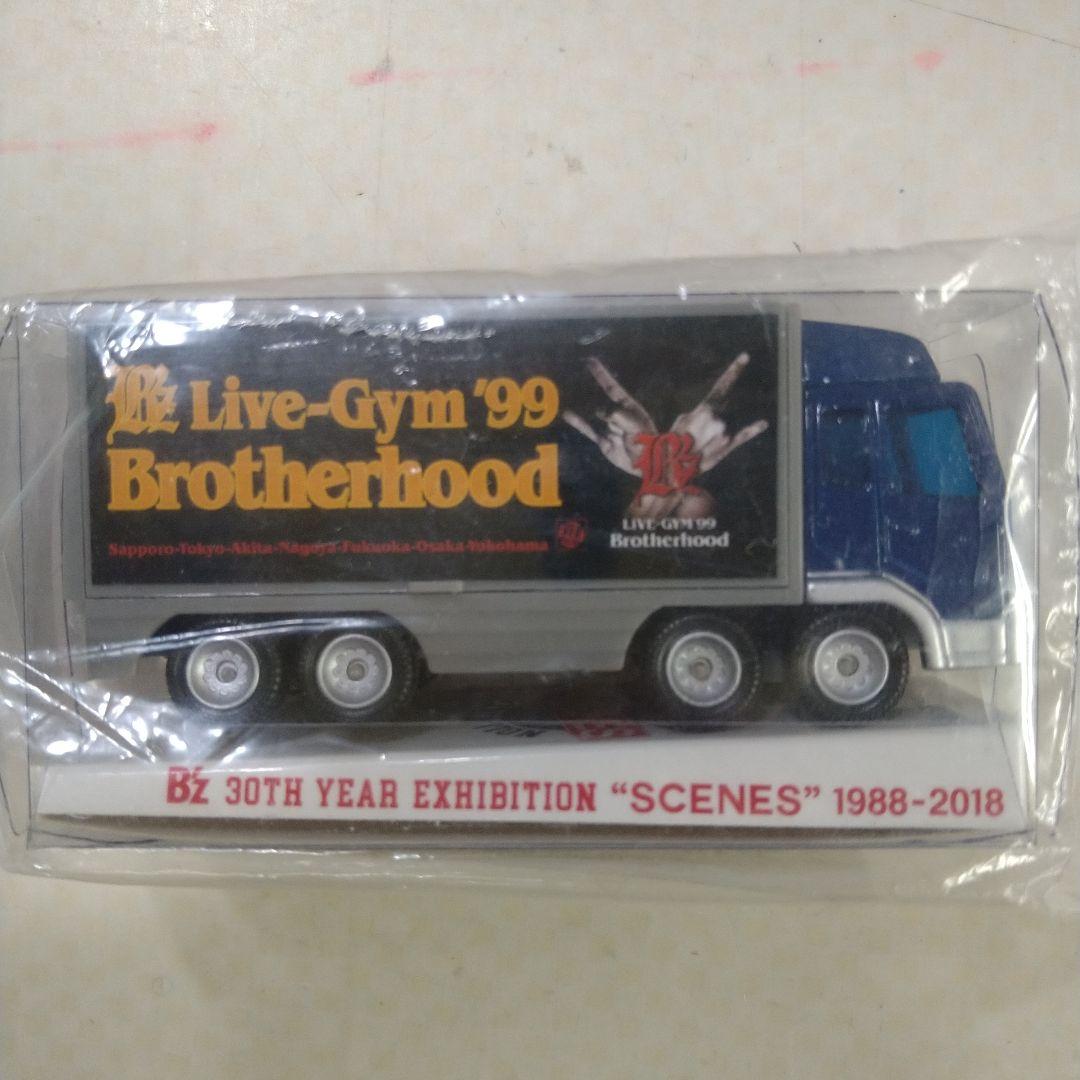 B'z Live-Gym '99
Brotherhood
Sapporo-Tokyo-Akita-Nagoya-Fukuoka-Osaka-Yokohama
B'z
LIVE-GYM '99
Brotherhood
B'z 30TH YEAR EXHIBITION “SCENES” 1988-2018